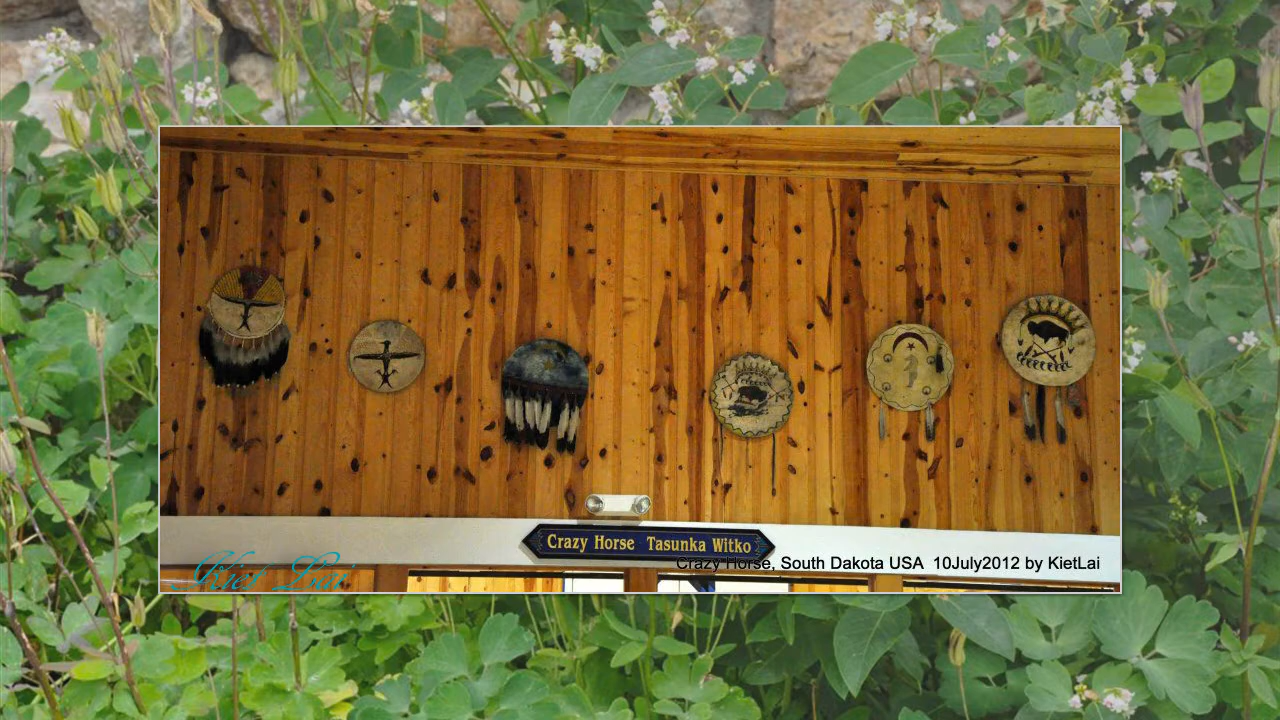 Crazy Horse Tasunka Witko
Crazy Horse, South Dakota USA 10July2012 by KietLai
Kiet Lai